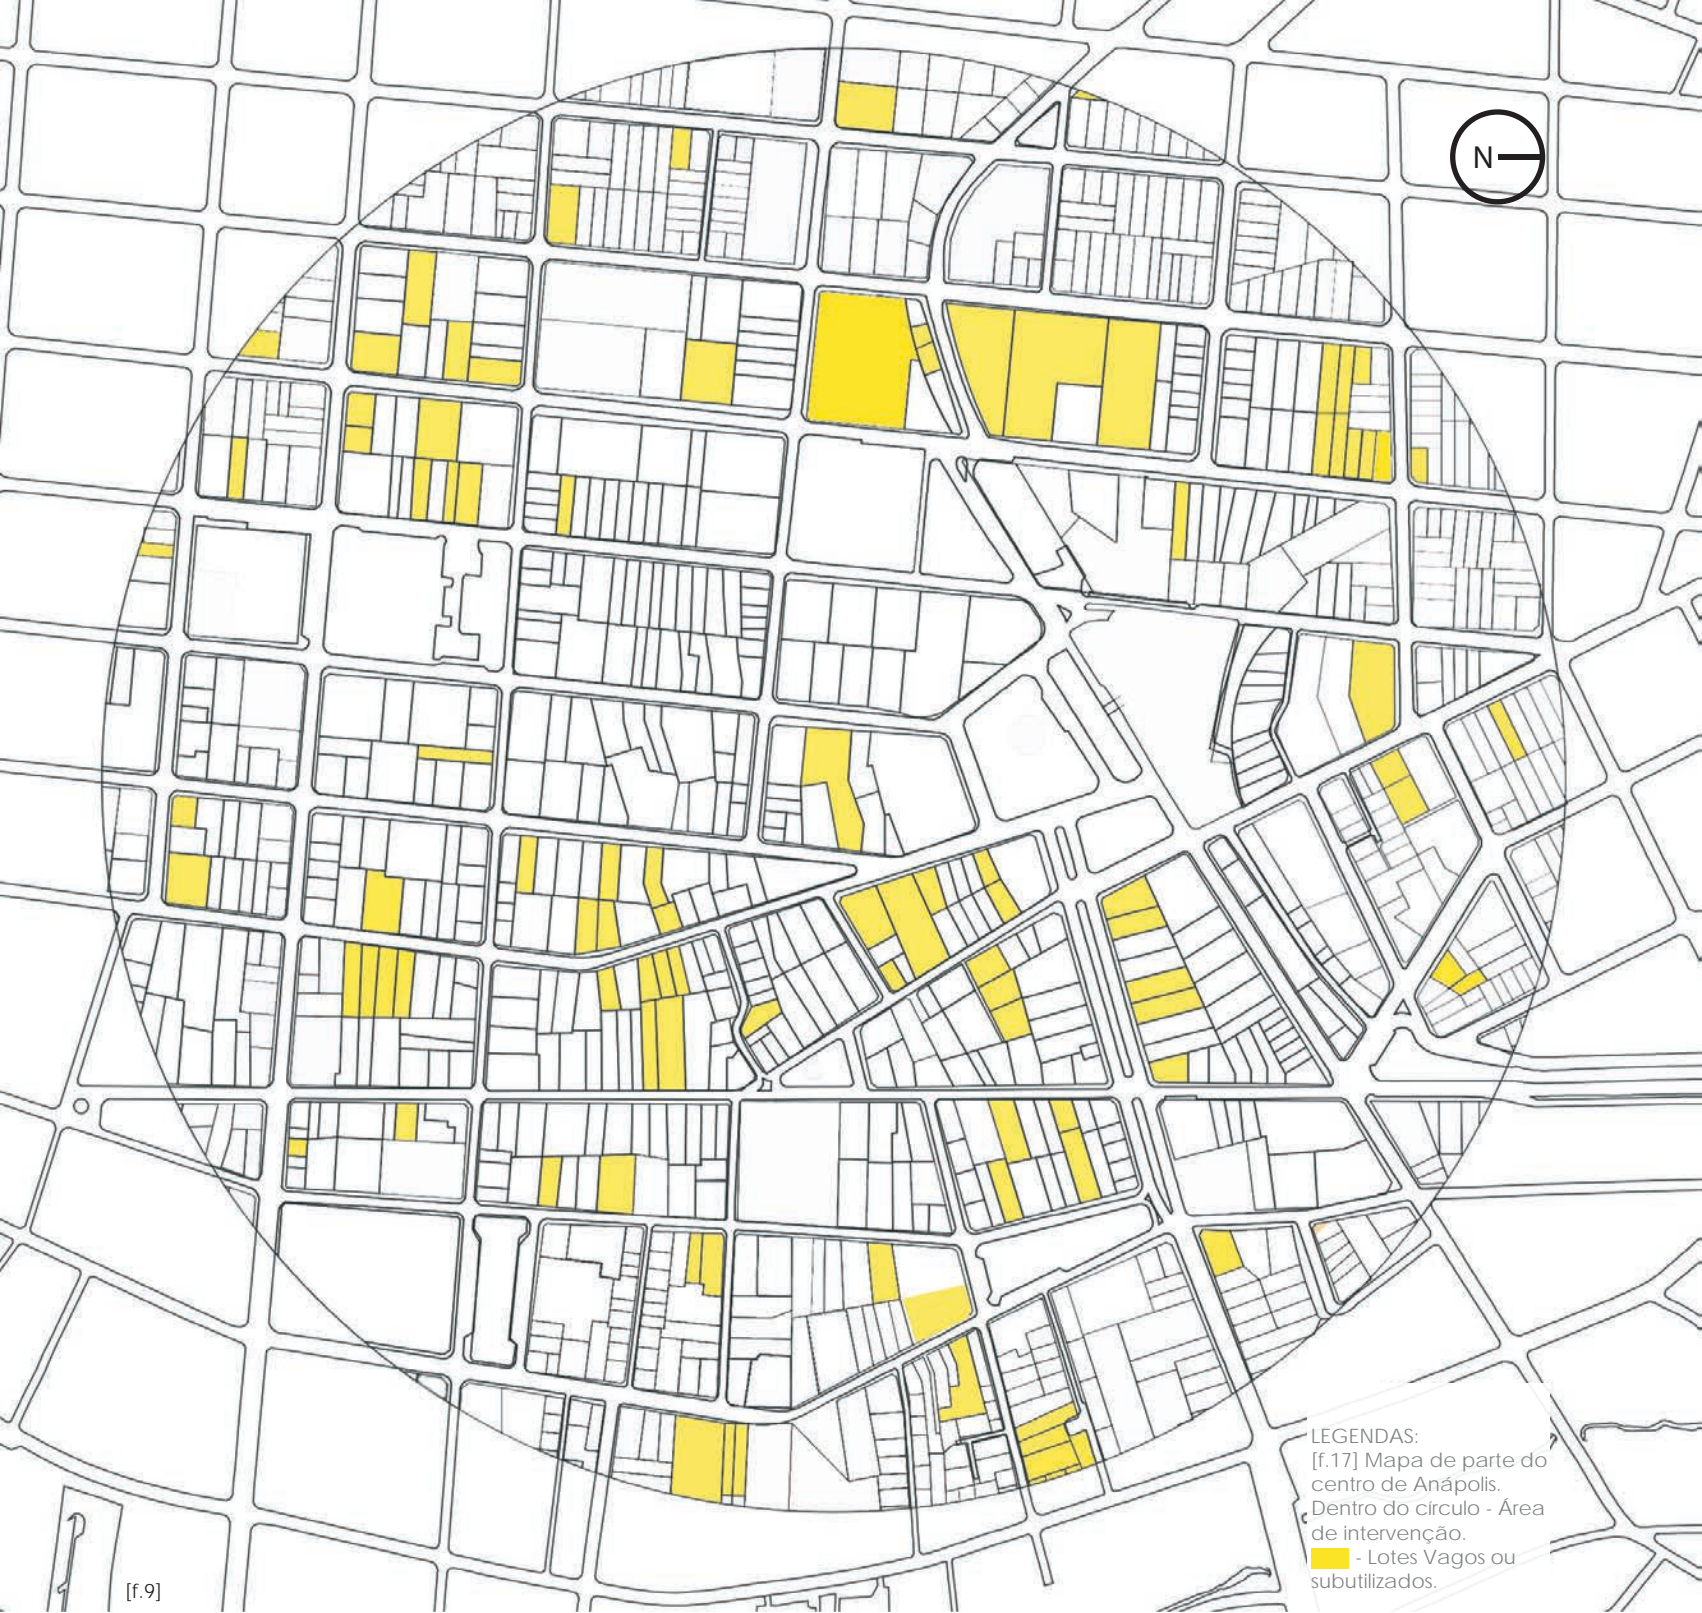 N
LEGENDAS:
[f.17] Mapa de parte do
centro de Anápolis.
Dentro do círculo - Área
de intervenção.
- Lotes Vagos ou
subutilizados.
[f.9]